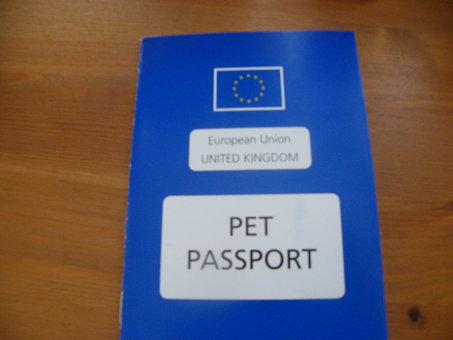 European Union
UNITED KINGDOM
PET
PASSPORT